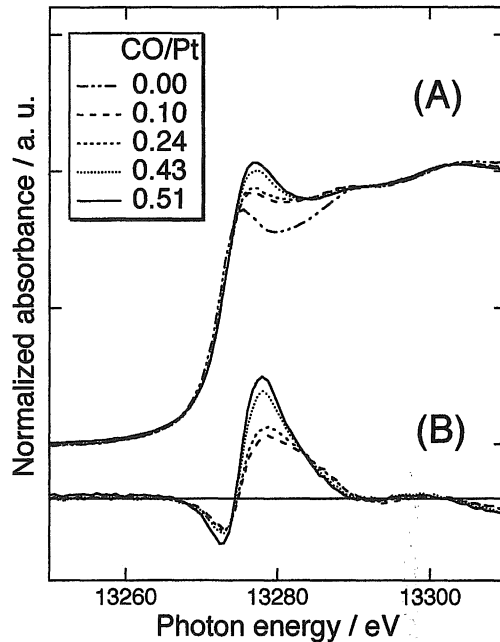 CO/Pt
0.00
0.10
0.24
0.43
0.51
(A)
(B)
Normalized absorbance / a. u.
13260
13280
13300
Photon energy / eV